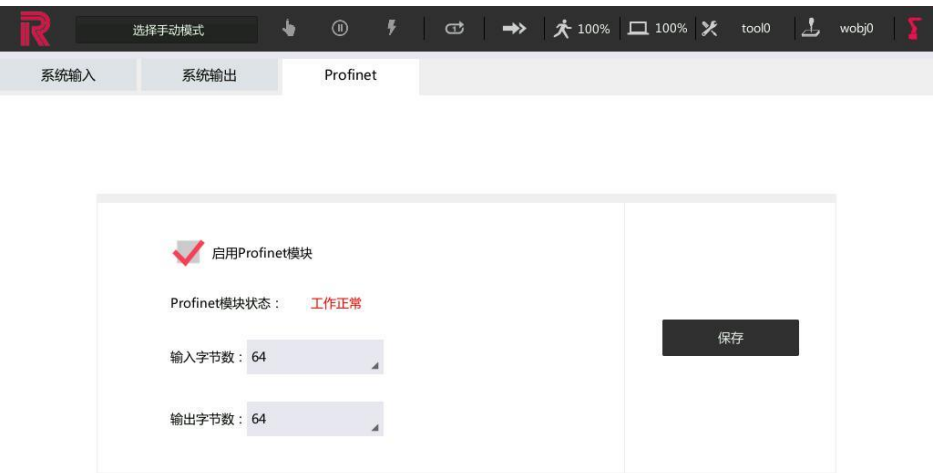 选择手动模式 100% 100% tool0 wobj0
系统输入 系统输出 Profinet
启用Profinet模块
Profinet模块状态： 工作正常
保存
输入字节数：64
输出字节数：64